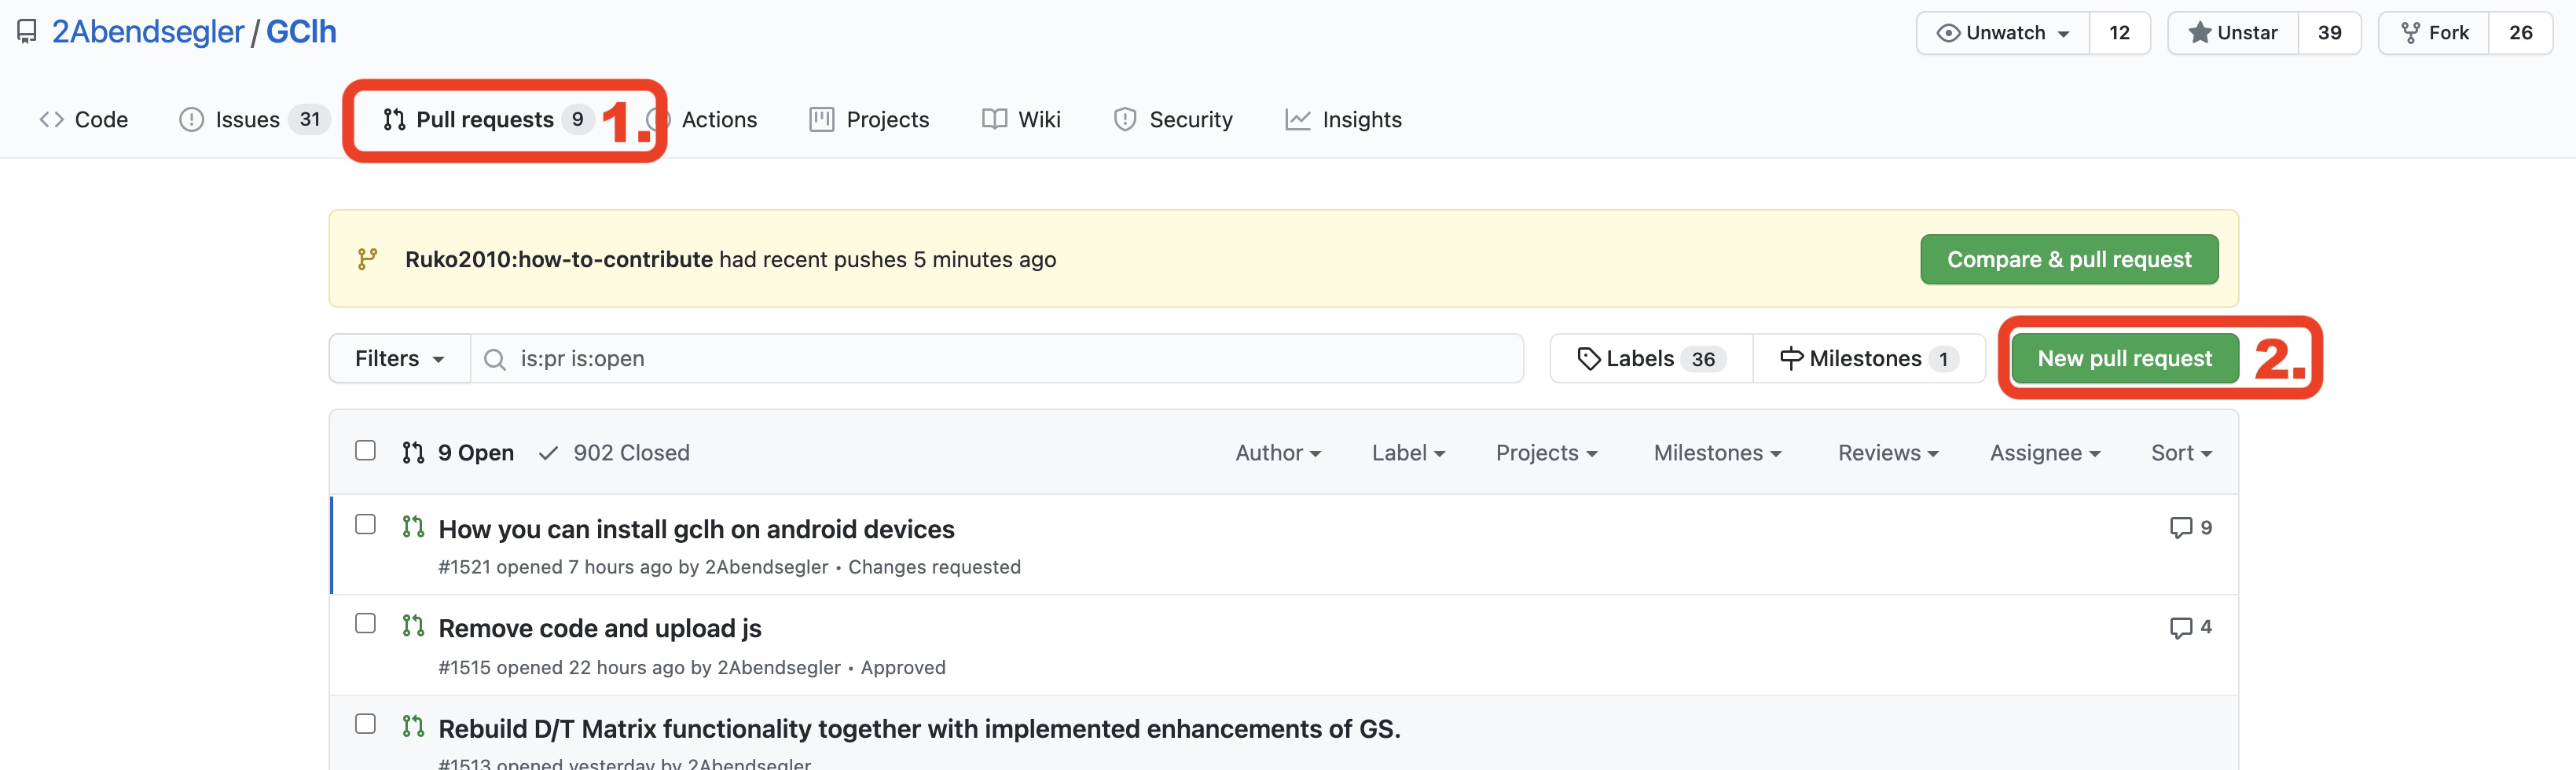 2Abendsegler / GClh
Unwatch 12 Unstar 39 Fork 26
Code Issues 31 Pull requests 9 1. Actions Projects Wiki Security Insights
Ruko2010:how-to-contribute had recent pushes 5 minutes ago Compare & pull request
Filters is:pr is:open Labels 36 Milestones 1 New pull request 2.
9 Open 902 Closed Author Label Projects Milestones Reviews Assignee Sort
How you can install gclh on android devices 9
#1521 opened 7 hours ago by 2Abendsegler • Changes requested
Remove code and upload js 4
#1515 opened 22 hours ago by 2Abendsegler • Approved
Rebuild D/T Matrix functionality together with implemented enhancements of GS.
#1513 opened yesterday by 2Abendsegler